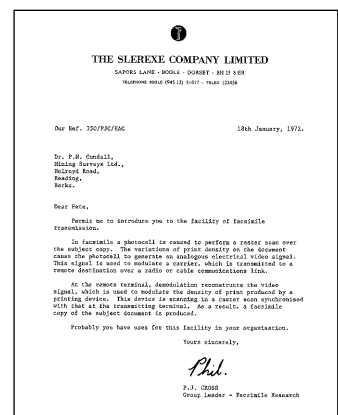 THE SLEREXE COMPANY LIMITED
SAPORS LANE · BOOLE · DORSET · BH 25 8 ER
TELEPHONE BOOLE (945 13) 51617 · TELEX 123456
Our Ref. 350/PJC/EAC 18th January, 1972.
Dr. P.N. Cundall,
Mining Surveys Ltd.,
Holroyd Road,
Reading,
Berks.
Dear Pete,
Permit me to introduce you to the facility of facsimile
transmission.
In facsimile a photocell is caused to perform a raster scan over
the subject copy. The variations of print density on the document
cause the photocell to generate an analogous electrical video signal.
This signal is used to modulate a carrier, which is transmitted to a
remote destination over a radio or cable communications link.
At the remote terminal, demodulation reconstructs the video
signal, which is used to modulate the density of print produced by a
printing device. This device is scanning in a raster scan synchronised
with that at the transmitting terminal. As a result, a facsimile
copy of the subject document is produced.
Probably you have uses for this facility in your organisation.
Yours sincerely,
Phil.
P.J. CROSS
Group Leader - Facsimile Research